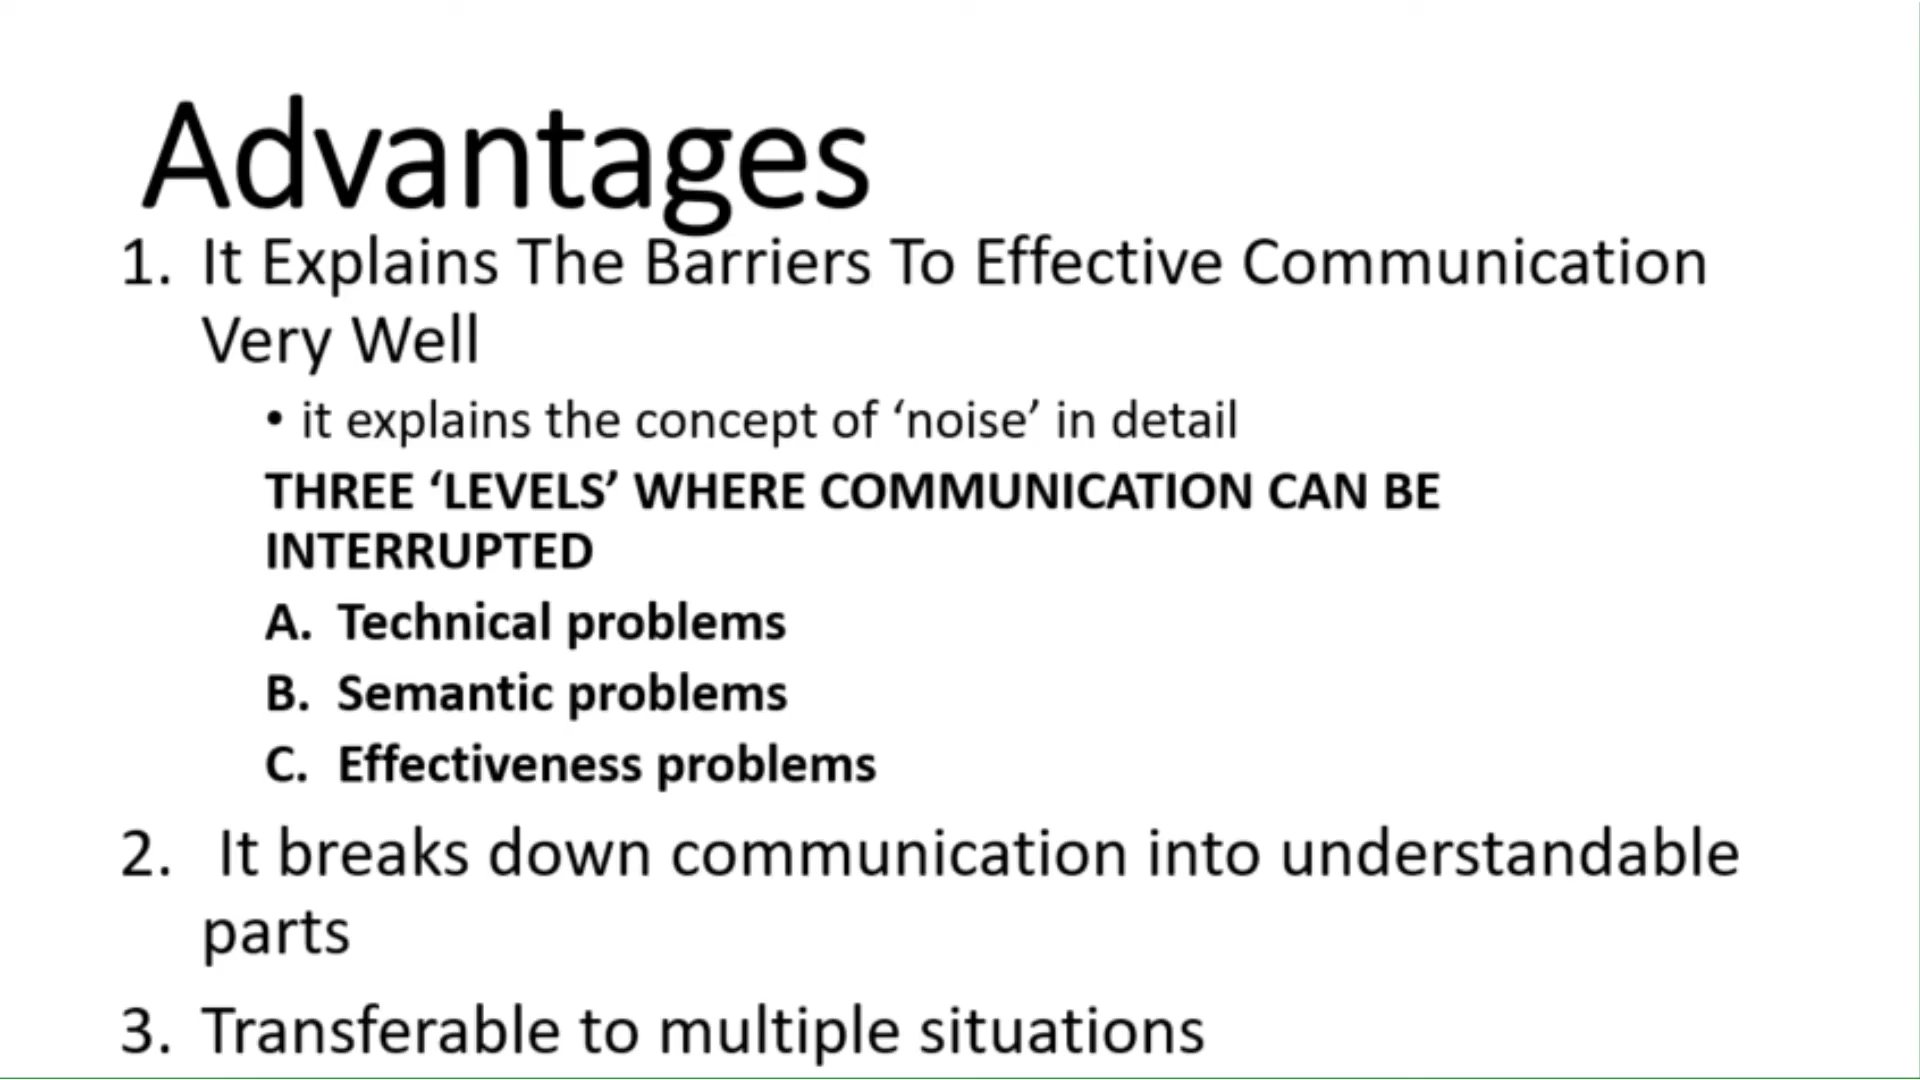 Advantages
1. It Explains The Barriers To Effective Communication
Very Well
• it explains the concept of ‘noise’ in detail
THREE ‘LEVELS’ WHERE COMMUNICATION CAN BE
INTERRUPTED
A. Technical problems
B. Semantic problems
C. Effectiveness problems
2. It breaks down communication into understandable
parts
3. Transferable to multiple situations